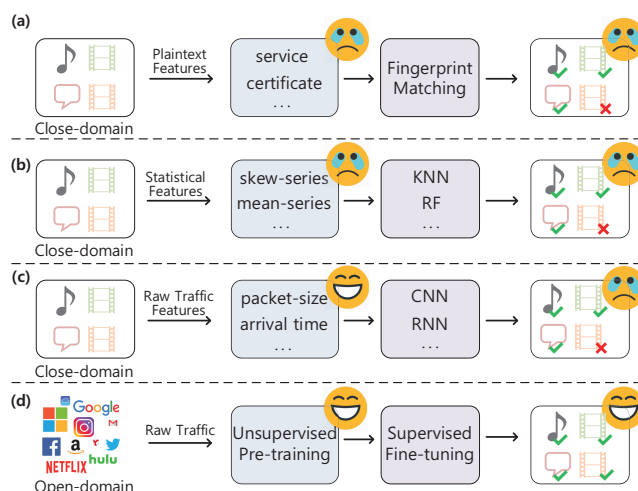 (a)
Plaintext
Features
service
certificate
...
Fingerprint
Matching
Close-domain
(b)
Statistical
Features
skew-series
mean-series
...
KNN
RF
...
Close-domain
(c)
Raw Traffic
Features
packet-size
arrival time
...
CNN
RNN
...
Close-domain
(d)
Google
M
f
a
hulu
NETFLIX
Raw Traffic
Unsupervised
Pre-training
Supervised
Fine-tuning
Open-domain